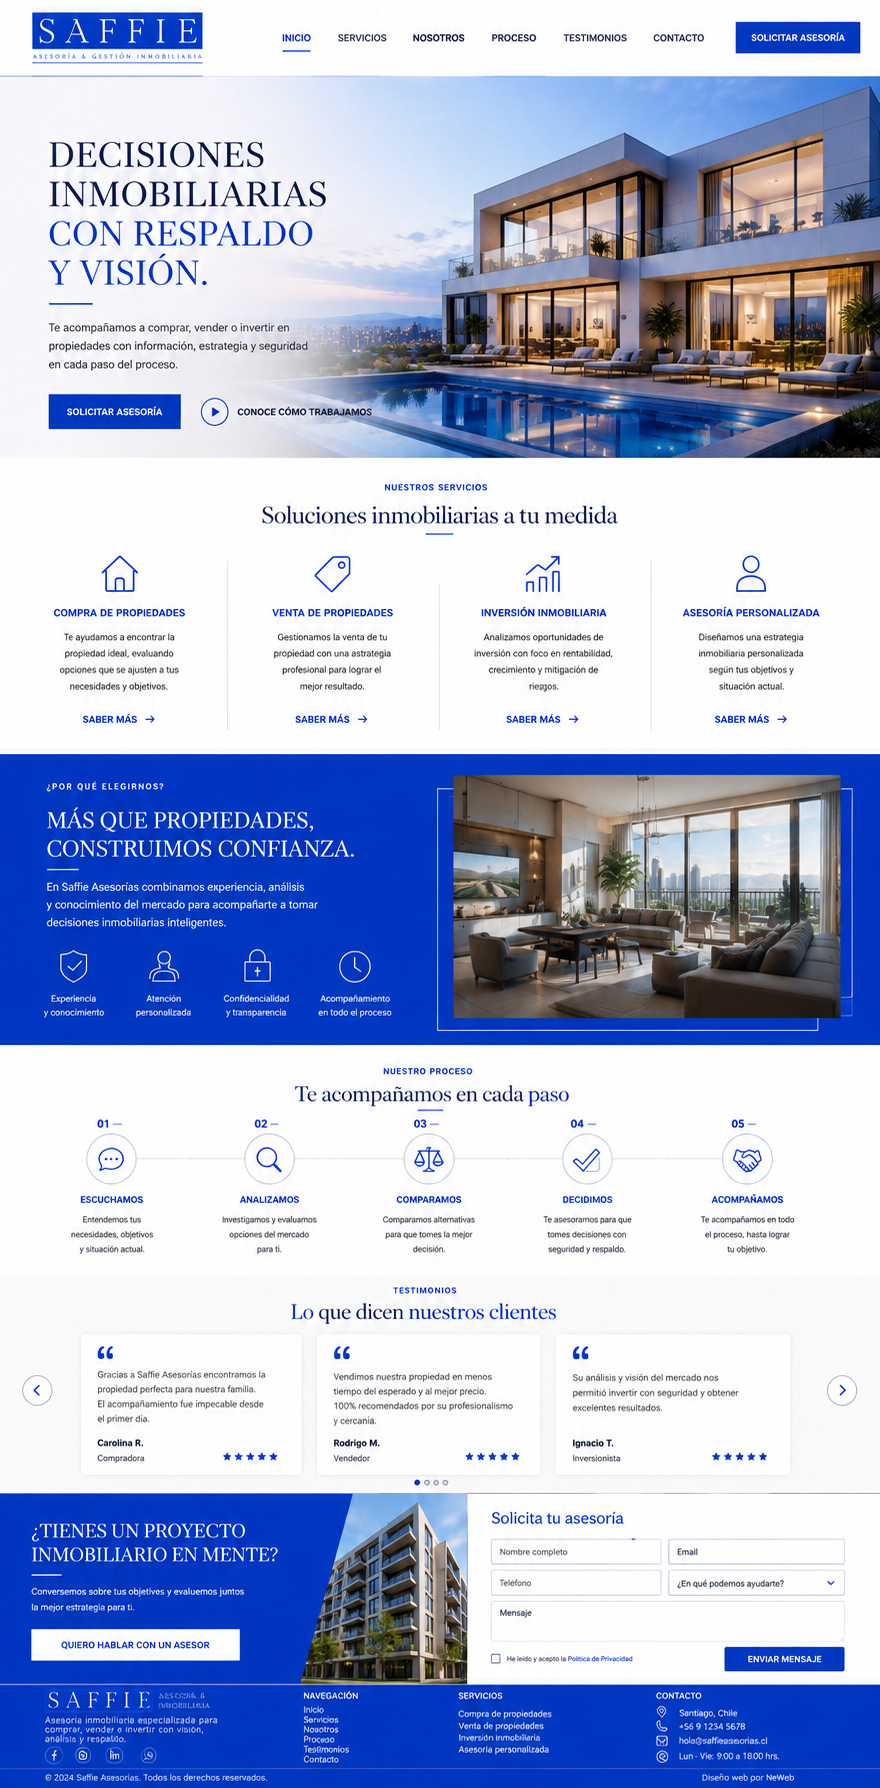 SAFFIE
ASESORÍA & GESTIÓN INMOBILIARIA
INICIO
SERVICIOS
NOSOTROS
PROCESO
TESTIMONIOS
CONTACTO
SOLICITAR ASESORÍA
DECISIONES
INMOBILIARIAS
CON RESPALDO
Y VISIÓN.
Te acompañamos a comprar, vender o invertir en
propiedades con información, estrategia y seguridad
en cada paso del proceso.
SOLICITAR ASESORÍA
CONOCE CÓMO TRABAJAMOS
NUESTROS SERVICIOS
Soluciones inmobiliarias a tu medida
COMPRA DE PROPIEDADES
Te ayudamos a encontrar la
propiedad ideal, evaluando
opciones que se ajusten a tus
necesidades y objetivos.
SABER MÁS
VENTA DE PROPIEDADES
Gestionamos la venta de tu
propiedad con una astrategia
profesional para lograr el
mejor resultado.
SABER MÁS
INVERSIÓN INMOBILIARIA
Analizamos oportunidades de
inversión con foco en rentabilidad,
crecimiento y mitigación de
riezgos.
SABER MÁS
ASESORÍA PERSONALIZADA
Diseñamos una estrategia
inmobiliaria personalizada
según tus objetivos y
situación actual.
SABER MÁS
¿POR QUÉ ELEGIRNOS?
MÁS QUE PROPIEDADES,
CONSTRUIMOS CONFIANZA.
En Saffie Asesorías combinamos experiencia, análisis
y conocimiento del mercado para acompañarte a tomar
decisiones inmobiliarias inteligentes.
Experiencia
y conocimiento
Atención
personalizada
Confidencialidad
y transparencia
Acompañamiento
en todo el proceso
NUESTRO PROCESO
Te acompañamos en cada paso
01 —
ESCUCHAMOS
Entendemos tus
necesidades, objetivos
y situación actual.
02 —
ANALIZAMOS
Investigamos y evaluamos
opciones del mercado
para ti.
03 —
COMPARAMOS
Comparamos alternativas
para que tomes la mejor
decisión.
04 —
DECIDIMOS
Te asesoramos para que
tomes decisiones con
seguridad y respaldo.
05 —
ACOMPAÑAMOS
Te acompañamos en todo
el proceso, hasta lograr
tu objetivo.
TESTIMONIOS
Lo que dicen nuestros clientes
“
Gracias a Saffie Asesorías encontramos la
propiedad perfecta para nuestra familia.
El acompañamiento fue impecable desde
el primer día.
Carolina R.
Compradora
“
Vendimos nuestra propiedad en menos
tiempo del esperado y al mejor precio.
100% recomendados por su profesionalismo
y cercanía.
Rodrigo M.
Vendedor
“
Su análisis y visión del mercado nos
permitió invertir con seguridad y obtener
excelentes resultados.
Ignacio T.
Inversionista
¿TIENES UN PROYECTO
INMOBILIARIO EN MENTE?
Conversemos sobre tus objetivos y evaluemos juntos
la mejor estrategia para ti.
QUIERO HABLAR CON UN ASESOR
Solicita tu asesoría
Nombre completo
Email
Teléfono
¿En qué podemos ayudarte?
Mensaje
He leído y acepto la Política de Privacidad
ENVIAR MENSAJE
SAFFIE
Asesoría inmobiliaria especializada para
comprar, vender o invertir con visión,
análisis y respaldo.
NAVEGACIÓN
Inicio
Servicios
Nosotros
Proceso
Testimonios
Contacto
SERVICIOS
Compra de propiedades
Venta de propiedades
Inversión inmobiliaria
Asesoría personalizada
CONTACTO
Santiago, Chile
+56 9 1234 5678
hola@saffieasesorias.cl
Lun - Vie: 9:00 a 18:00 hrs.
© 2024 Saffie Asesorias. Todos los derechos reservados.
Diseño web por NeWeb